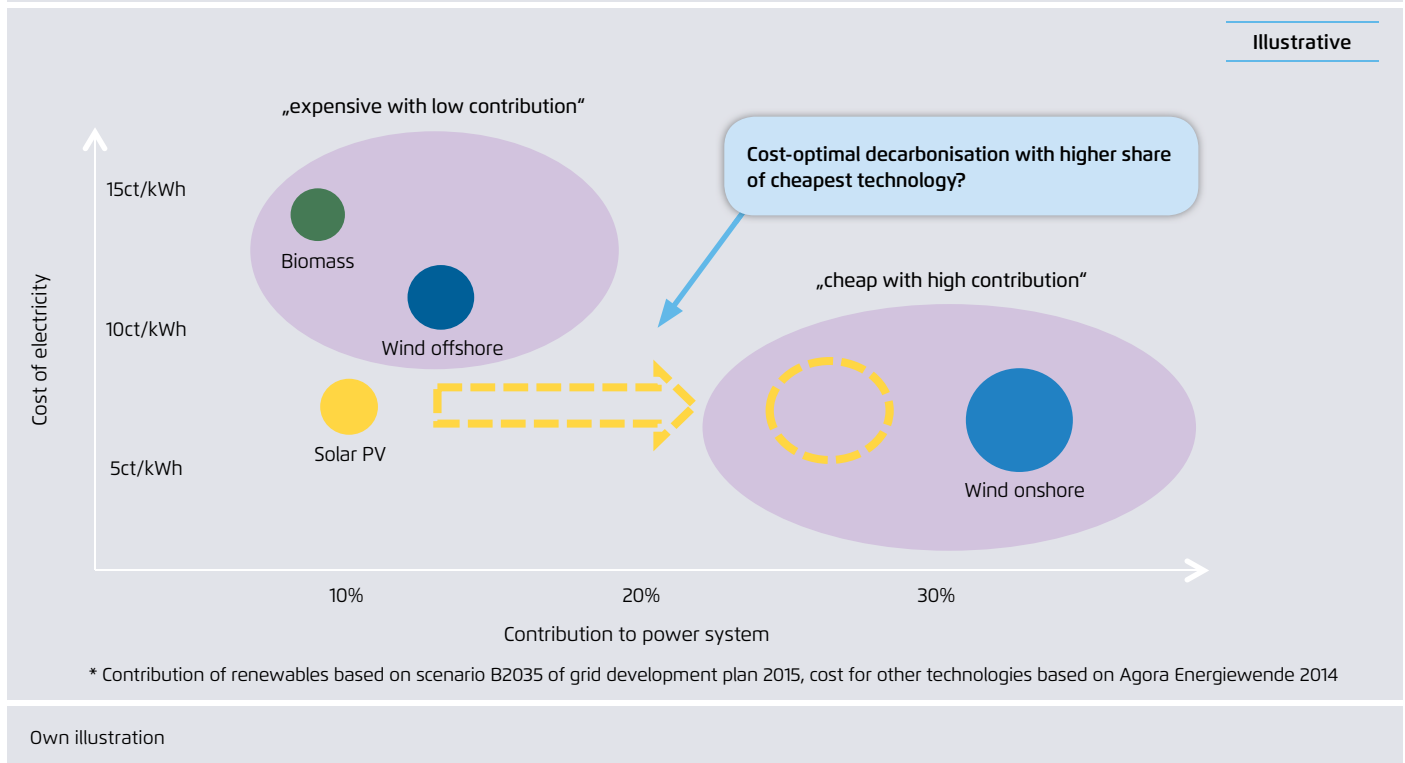 Illustrative
„expensive with low contribution“
Cost-optimal decarbonisation with higher share
of cheapest technology?
15ct/kWh
Biomass
„cheap with high contribution“
Cost of electricity
10ct/kWh
Wind offshore
Solar PV
5ct/kWh
Wind onshore
10%
20%
30%
Contribution to power system
* Contribution of renewables based on scenario B2035 of grid development plan 2015, cost for other technologies based on Agora Energiewende 2014
Own illustration